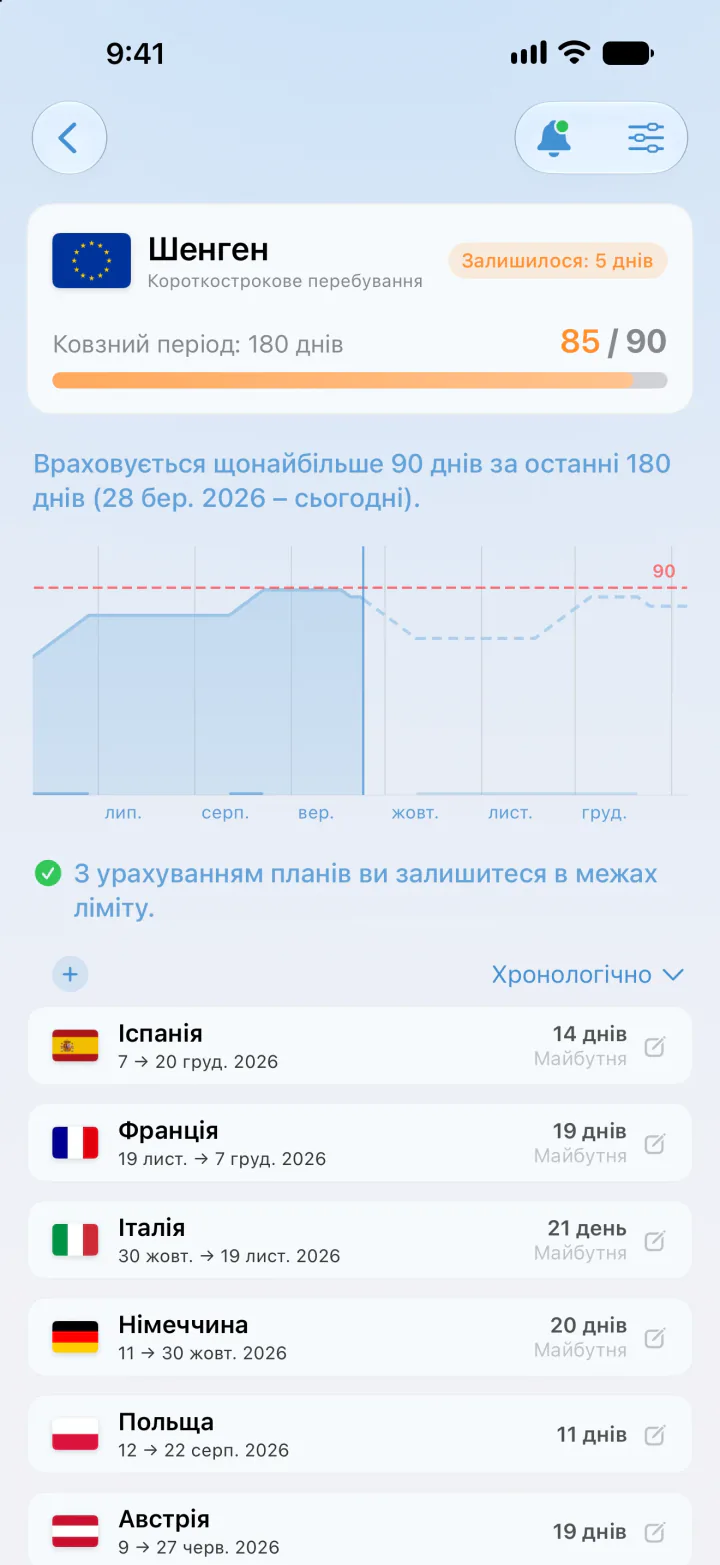 9:41
Шенген
Короткострокове перебування
Залишилося: 5 днів
Ковзний період: 180 днів
85 / 90
Враховується щонайбільше 90 днів за останні 180
днів (28 бер. 2026 – сьогодні).
90
лип. серп. вер. жовт. лист. груд.
З урахуванням планів ви залишитеся в межах
ліміту.
+
Хронологічно
Іспанія
7 → 20 груд. 2026
14 днів
Майбутня
Франція
19 лист. → 7 груд. 2026
19 днів
Майбутня
Італія
30 жовт. → 19 лист. 2026
21 день
Майбутня
Німеччина
11 → 30 жовт. 2026
20 днів
Майбутня
Польща
12 → 22 серп. 2026
11 днів
Австрія
9 → 27 черв. 2026
19 днів